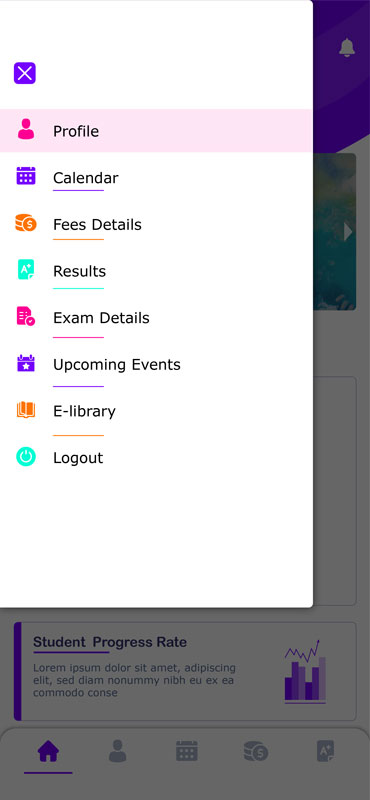 Profile
Calendar
Fees Details
Results
Exam Details
Upcoming Events
E-library
Logout
Student Progress Rate
Lorem ipsum dolor sit amet, adipiscing
elit, sed diam nonummy nibh eu ex ea
commodo conse